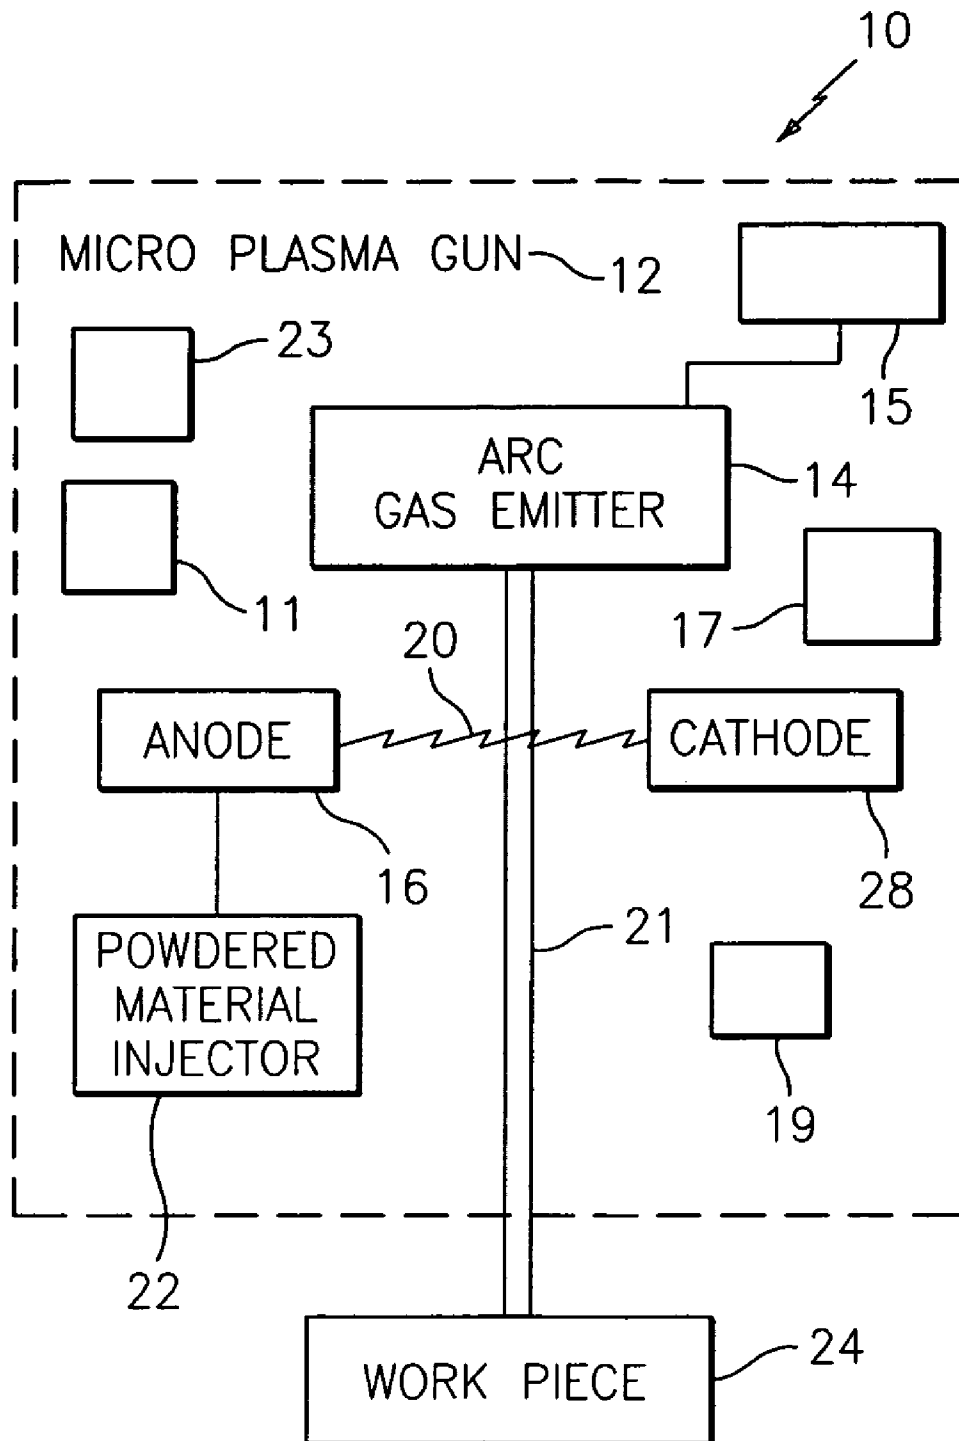 10
MICRO PLASMA GUN 12
15
23
ARC
GAS EMITTER
14
11
17
20
ANODE
CATHODE
16
28
21
POWDERED
MATERIAL
INJECTOR
19
22
WORK PIECE
24